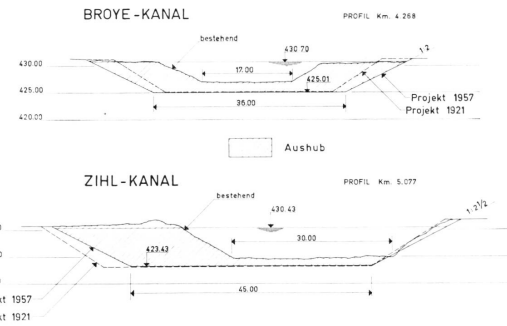 BROYE-KANAL
PROFIL Km. 4.268
bestehend
430.70
1:2
430.00
17.00
425.01
425.00
36.00
Projekt 1957
Projekt 1921
420.00
Aushub
ZIHL-KANAL
PROFIL Km. 5,077
bestehend
430.43
1:2 1/2
30.00
423.43
45.00
kt 1957
kt 1921